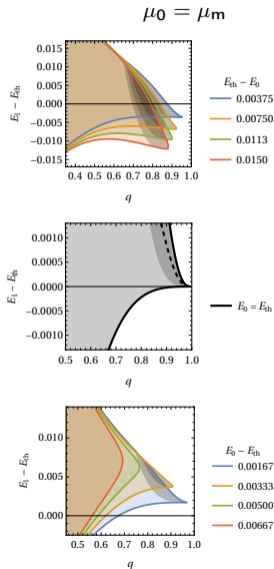 μ₀ = μₘ
0.015
0.010
0.005
0.000
−0.005
−0.010
−0.015
E₁ − Eₜₕ
0.4 0.5 0.6 0.7 0.8 0.9 1.0
q
Eₜₕ − E₀
0.00375
0.00750
0.0113
0.0150
0.0010
0.0005
0.0000
−0.0005
−0.0010
E₁ − Eₜₕ
0.5 0.6 0.7 0.8 0.9 1.0
q
E₀ = Eₜₕ
0.010
0.005
0.000
E₁ − Eₜₕ
0.5 0.6 0.7 0.8 0.9 1.0
q
E₀ − Eₜₕ
0.00167
0.00333
0.00500
0.00667